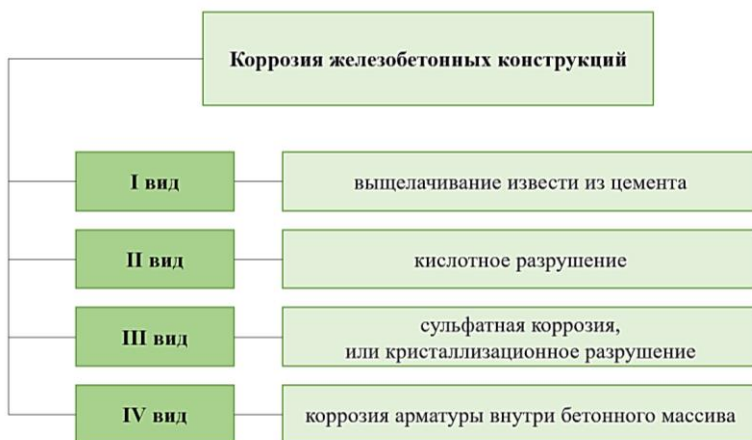 Коррозия железобетонных конструкций
I вид
выщелачивание извести из цемента
II вид
кислотное разрушение
III вид
сульфатная коррозия,
или кристаллизационное разрушение
IV вид
коррозия арматуры внутри бетонного массива